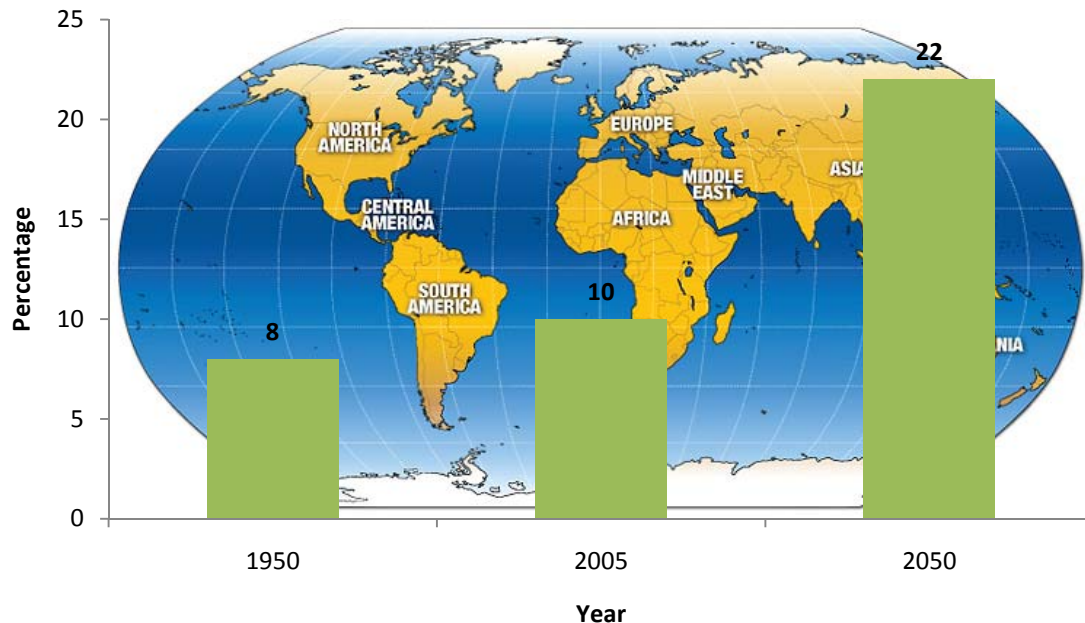 25
20
15
10
5
0
Percentage
22
10
8
NORTH
AMERICA
CENTRAL
AMERICA
SOUTH
AMERICA
EUROPE
MIDDLE
EAST
AFRICA
ASIA
NIA
1950
2005
2050
Year